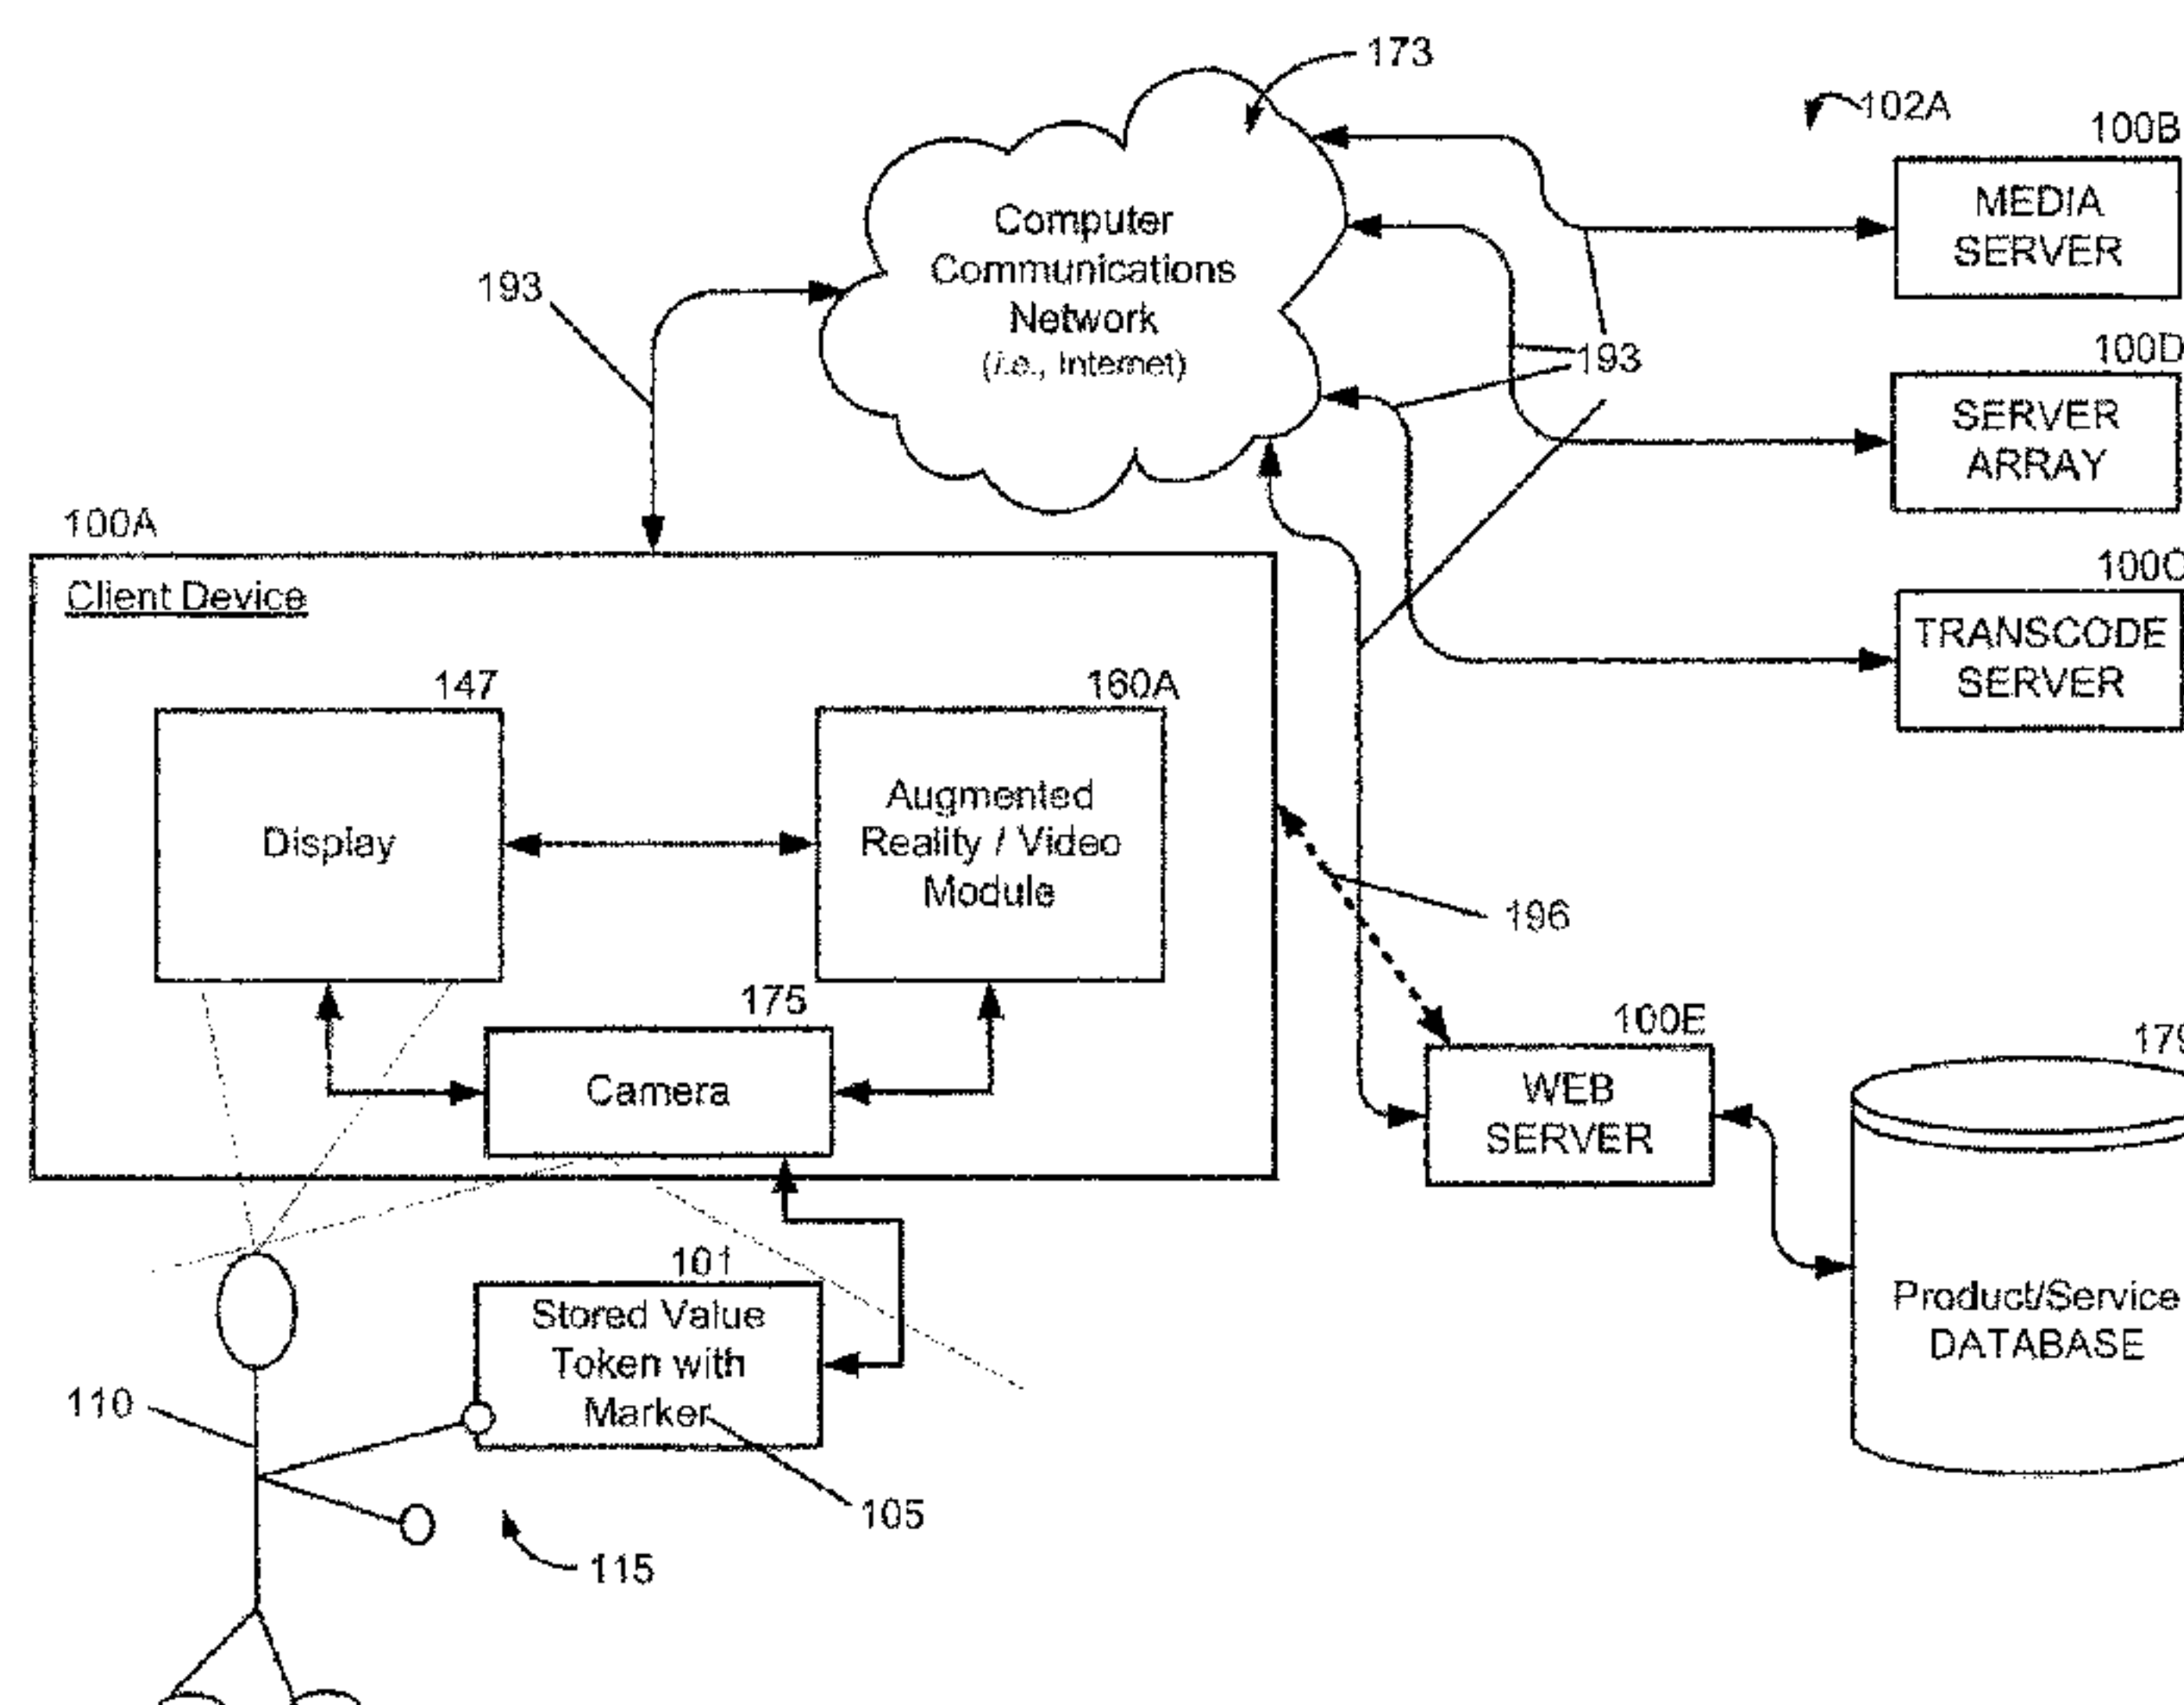 173
102A
100B
MEDIA
SERVER
Computer
Communications
Network
(i.e., Internet)
193
193
100D
SERVER
ARRAY
100C
TRANSCODE
SERVER
100A
Client Device
147
160A
Display
Augmented
Reality / Video
Module
196
175
Camera
100E
WEB
SERVER
179
Product/Service
DATABASE
101
Stored Value
Token with
Marker
110
105
115